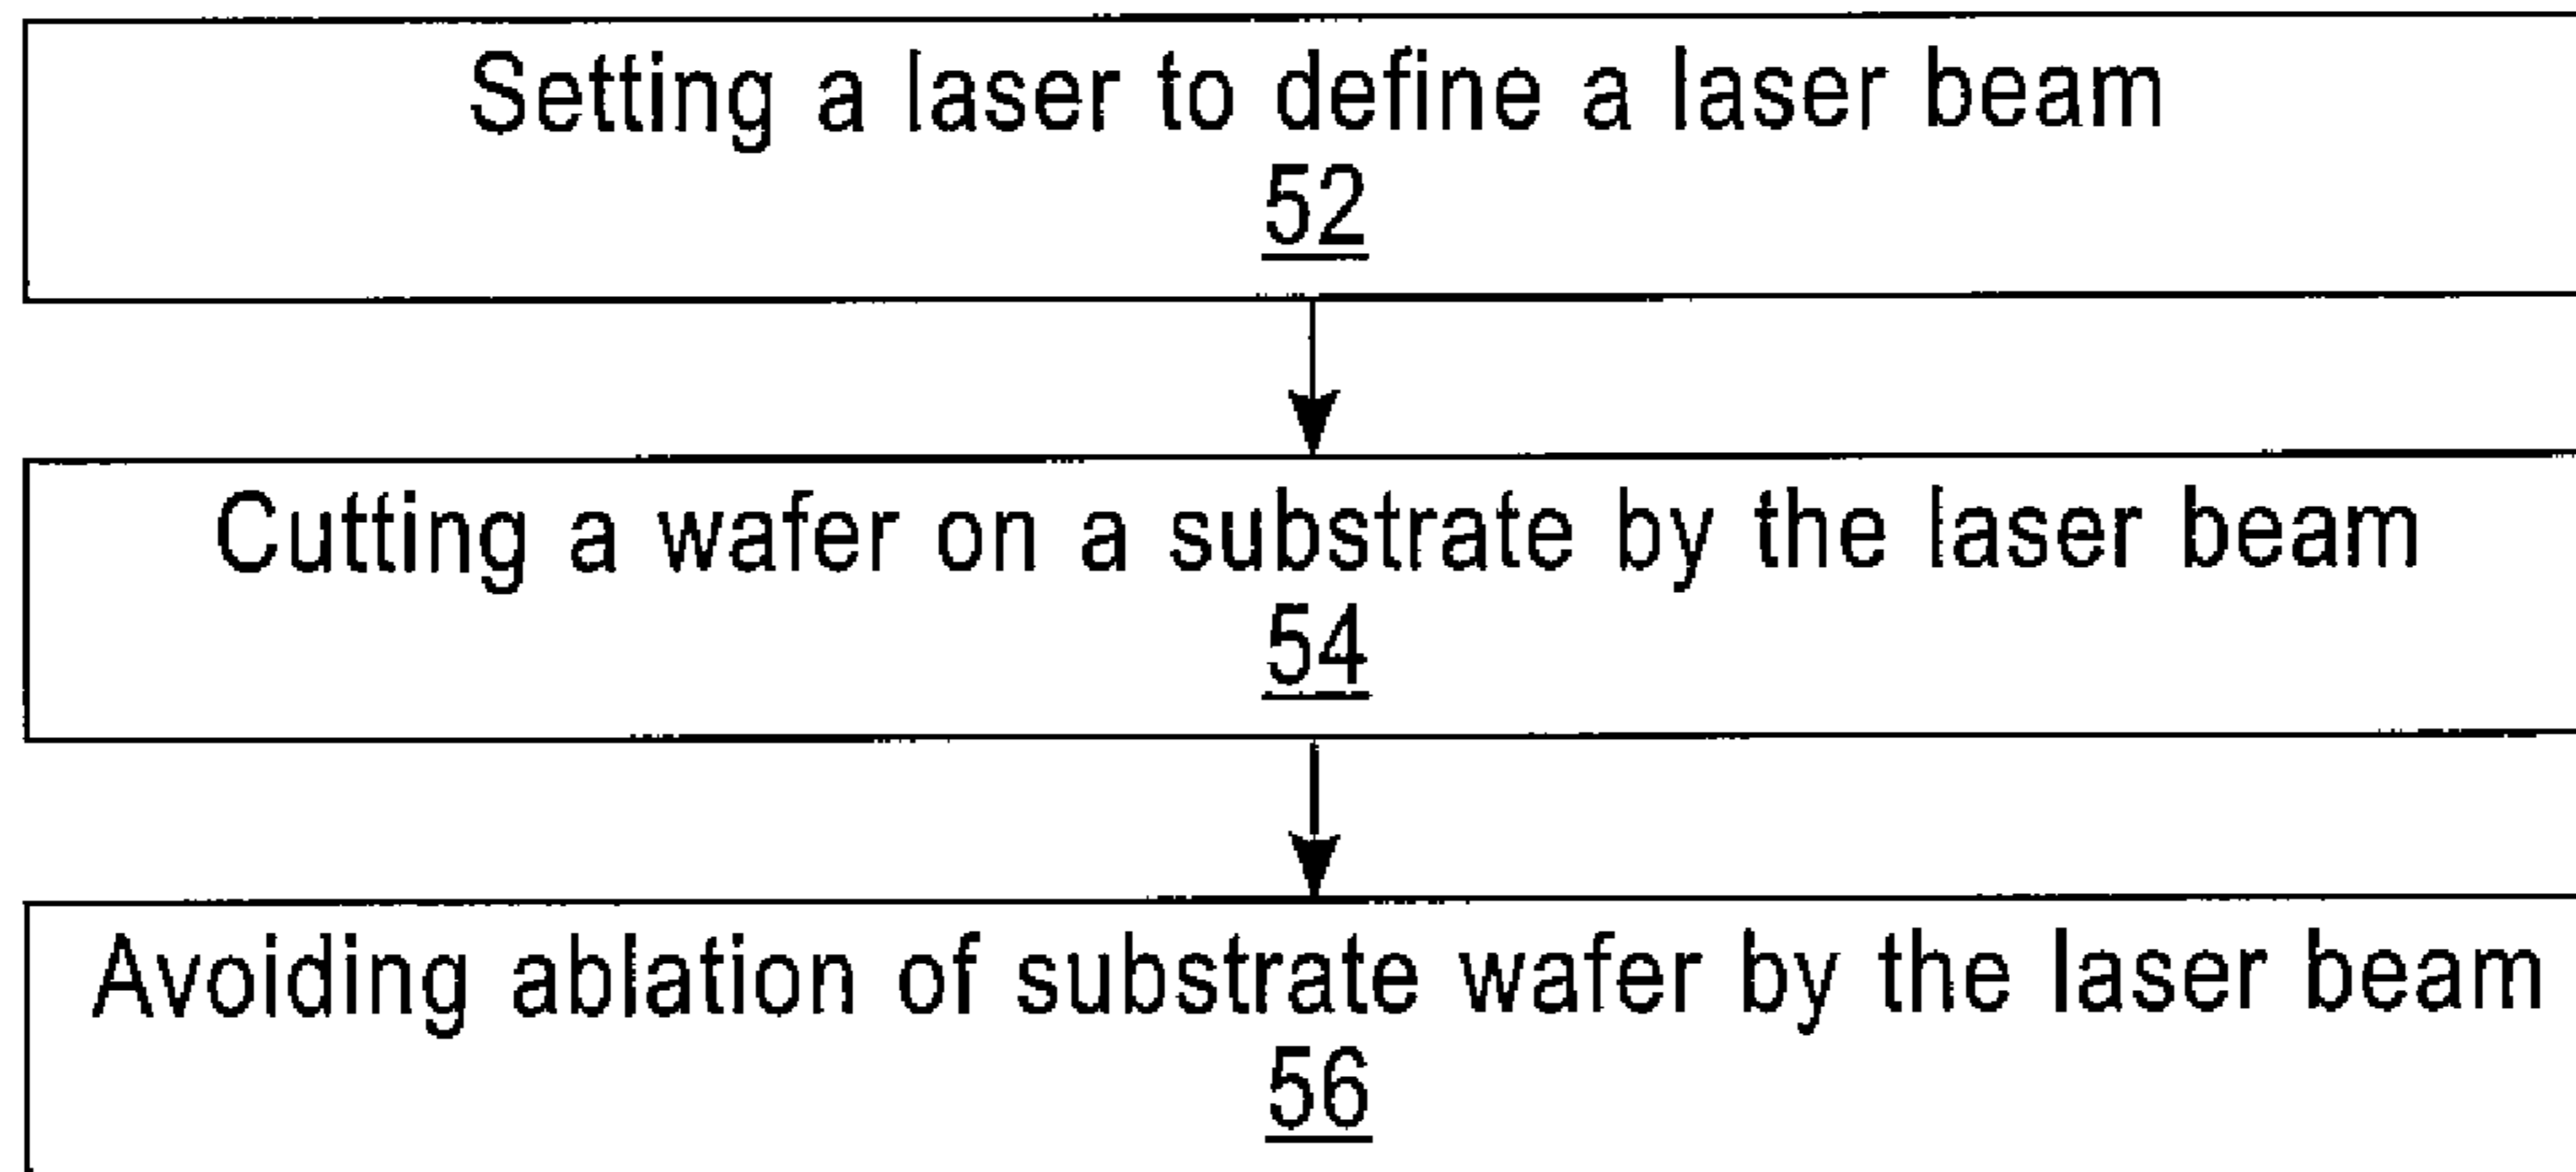 Setting a laser to define a laser beam
52
Cutting a wafer on a substrate by the laser beam
54
Avoiding ablation of substrate wafer by the laser beam
56